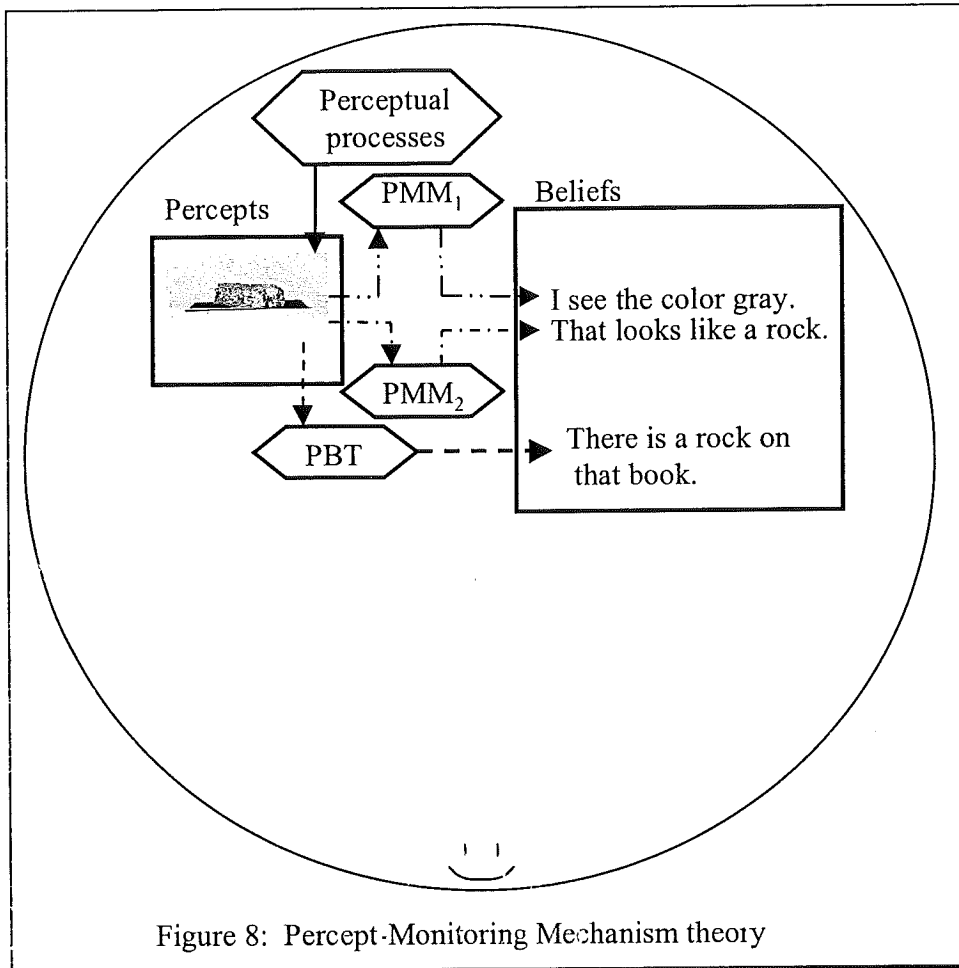 Perceptual
processes
PMM₁
Percepts
Beliefs
I see the color gray.
That looks like a rock.
PMM₂
PBT
There is a rock on
that book.
Figure 8: Percept-Monitoring Mechanism theory